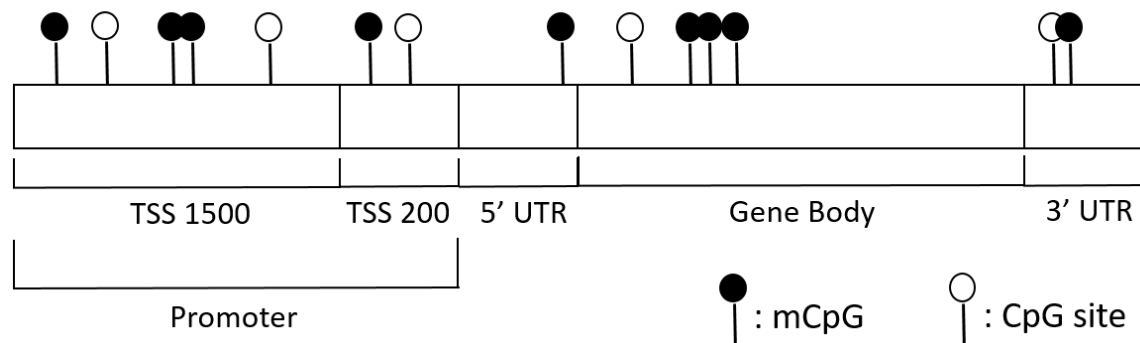 TSS 1500
TSS 200
5’ UTR
Gene Body
3’ UTR
Promoter
: mCpG
: CpG site